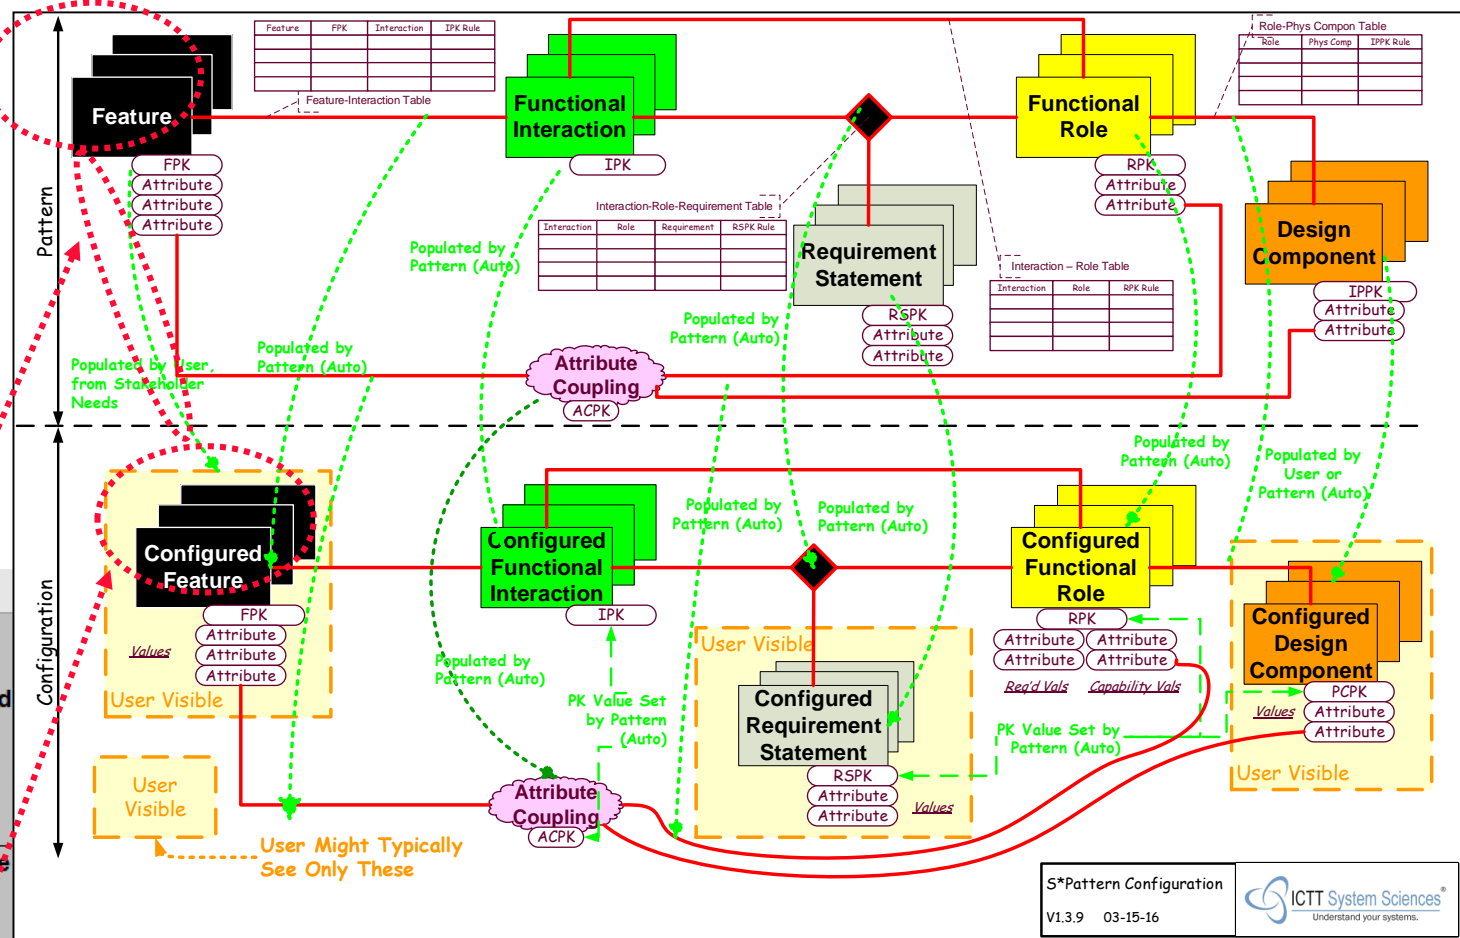 Feature FPK Interaction IPK Rule
Feature-Interaction Table
Role-Phys Compon Table
Role Phys Comp IPPK Rule
Feature
FPK
Attribute
Attribute
Attribute
Functional
Interaction
IPK
Functional
Role
RPK
Attribute
Attribute
Interaction-Role-Requirement Table
Interaction Role Requirement RSPK Rule
Requirement
Statement
RSPK
Attribute
Attribute
Interaction – Role Table
Interaction Role RPK Rule
Design
Component
IPPK
Attribute
Attribute
Pattern
Populated by
Pattern (Auto)
Populated by
Pattern (Auto)
Populated by
Pattern (Auto)
Populated by User,
from Stakeholder
Needs
Attribute
Coupling
ACPK
Configuration
Populated by
Pattern (Auto)
Populated by
User or
Pattern (Auto)
Populated by
Pattern (Auto)
Populated by
Pattern (Auto)
Configured
Feature
FPK
Attribute
Attribute
Attribute
Values
User Visible
Configured
Functional
Interaction
IPK
Populated by
Pattern (Auto)
PK Value Set
by Pattern
(Auto)
User Visible
Configured
Requirement
Statement
RSPK
Attribute
Attribute
Values
Configured
Functional
Role
RPK
Attribute Attribute
Attribute Attribute
Req'd Vals Capability Vals
PK Value Set by
Pattern (Auto)
Configured
Design
Component
PCPK
Attribute
Attribute
Values
User Visible
Attribute
Coupling
ACPK
User
Visible
User Might Typically
See Only These
S*Pattern Configuration
V1.3.9 03-15-16
ICTT System Sciences®
Understand your systems.
d